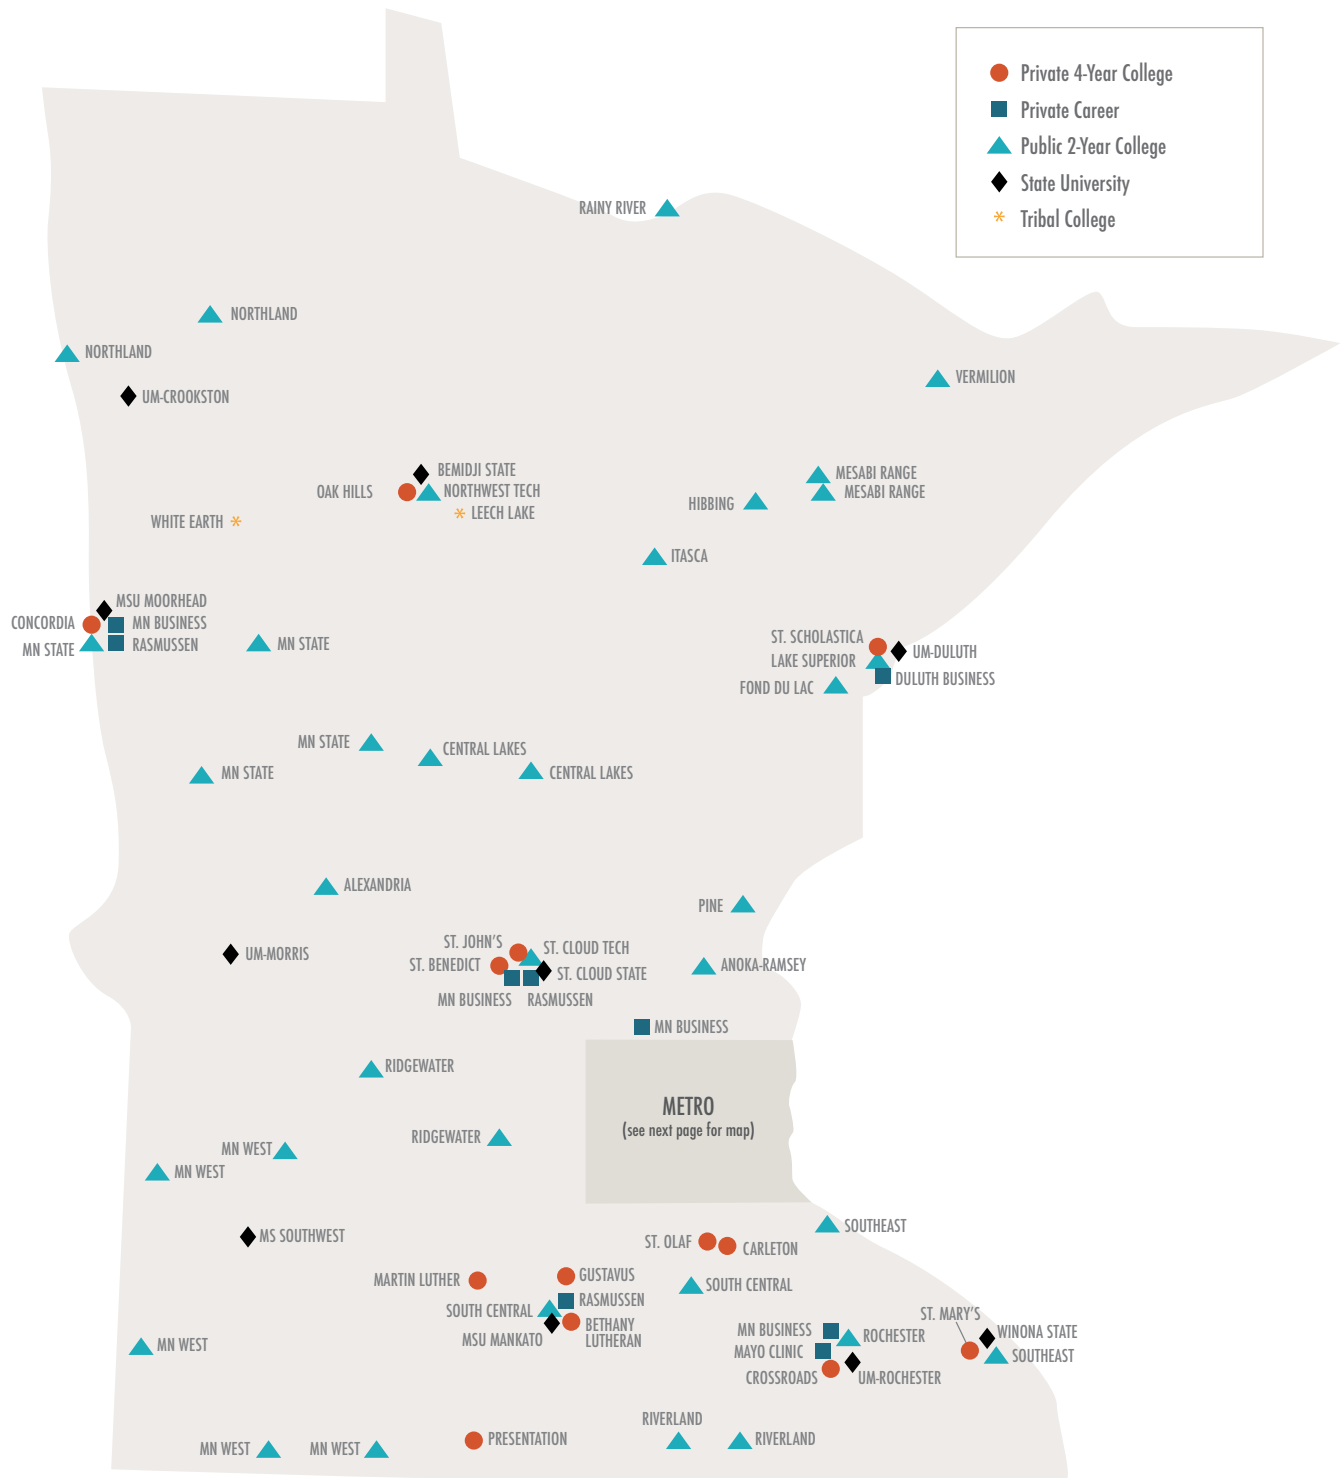 Private 4-Year College
Private Career
Public 2-Year College
State University
Tribal College
RAINY RIVER
NORTHLAND
NORTHLAND
VERMILION
UM-CROOKSTON
BEMIDJI STATE
MESABI RANGE
OAK HILLS
NORTHWEST TECH
MESABI RANGE
HIBBING
LEECH LAKE
WHITE EARTH
ITASCA
MSU MOORHEAD
CONCORDIA
MN BUSINESS
MN STATE
RASMUSSEN
MN STATE
ST. SCHOLASTICA
UM-DULUTH
LAKE SUPERIOR
DULUTH BUSINESS
FOND DU LAC
MN STATE
CENTRAL LAKES
MN STATE
CENTRAL LAKES
ALEXANDRIA
PINE
ST. JOHN'S
ST. CLOUD TECH
UM-MORRIS
ST. BENEDICT
ST. CLOUD STATE
ANOKA-RAMSEY
MN BUSINESS
RASMUSSEN
MN BUSINESS
RIDGEWATER
METRO
(see next page for map)
RIDGEWATER
MN WEST
MN WEST
SOUTHEAST
MS SOUTHWEST
ST. OLAF
CARLETON
MARTIN LUTHER
GUSTAVUS
SOUTH CENTRAL
RASMUSSEN
SOUTH CENTRAL
MSU MANKATO
BETHANY
LUTHERAN
ST. MARY'S
MN BUSINESS
ROCHESTER
WINONA STATE
MN WEST
MAYO CLINIC
SOUTHEAST
CROSSROADS
UM-ROCHESTER
RIVERLAND
PRESENTATION
RIVERLAND
MN WEST
MN WEST